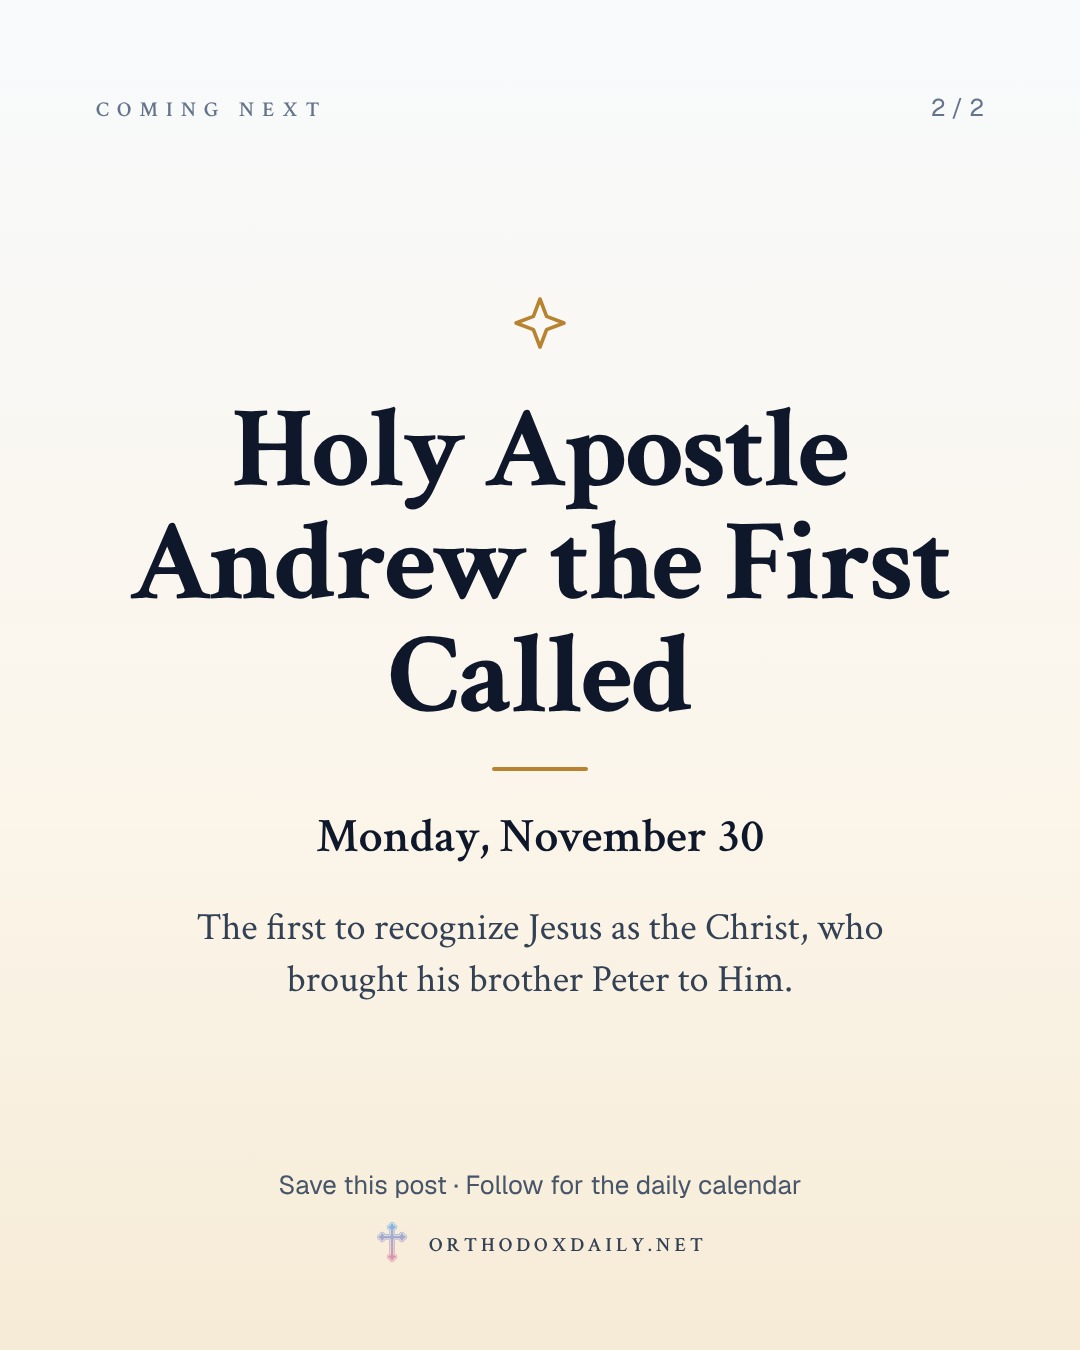 COMING NEXT
2 / 2
Holy Apostle
Andrew the First
Called
Monday, November 30
The first to recognize Jesus as the Christ, who
brought his brother Peter to Him.
Save this post · Follow for the daily calendar
ORTHODOXDAILY.NET